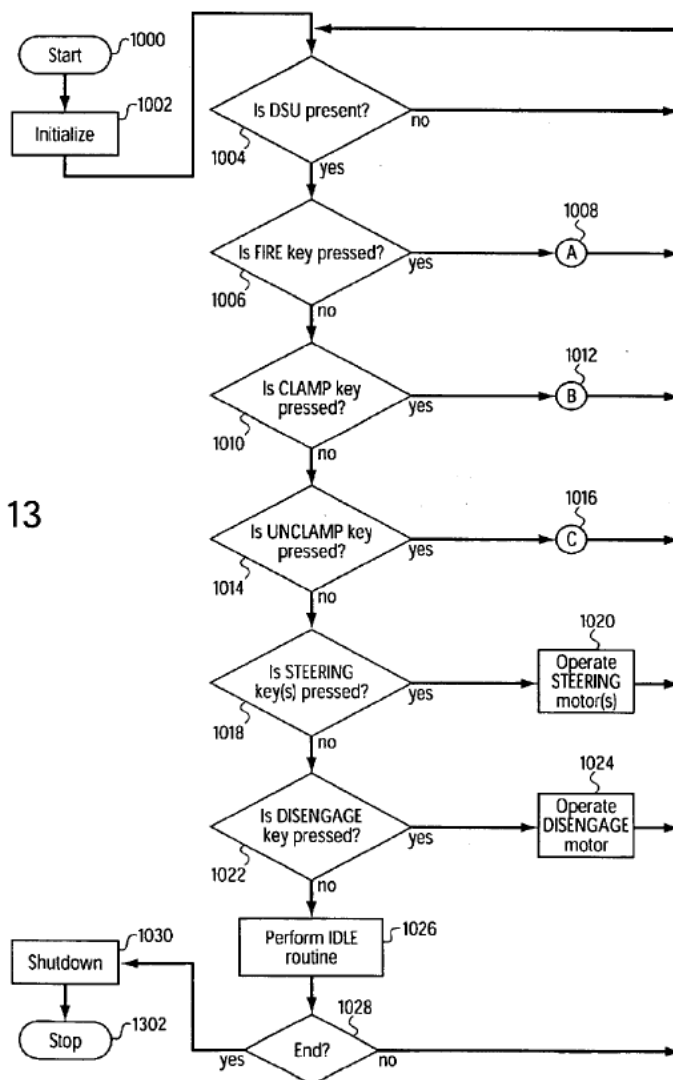 Start
1000
1002
Initialize
Is DSU present?
no
1004
yes
1008
Is FIRE key pressed?
yes
A
1006
no
1012
Is CLAMP key
pressed?
yes
B
1010
no
13
1016
Is UNCLAMP key
pressed?
yes
C
1014
no
1020
Is STEERING
key(s) pressed?
yes
Operate
STEERING
motor(s)
1018
no
1024
Is DISENGAGE
key pressed?
yes
Operate
DISENGAGE
motor
1022
no
1030
Perform IDLE
routine
1026
Shutdown
1028
Stop
1302
yes
End?
no